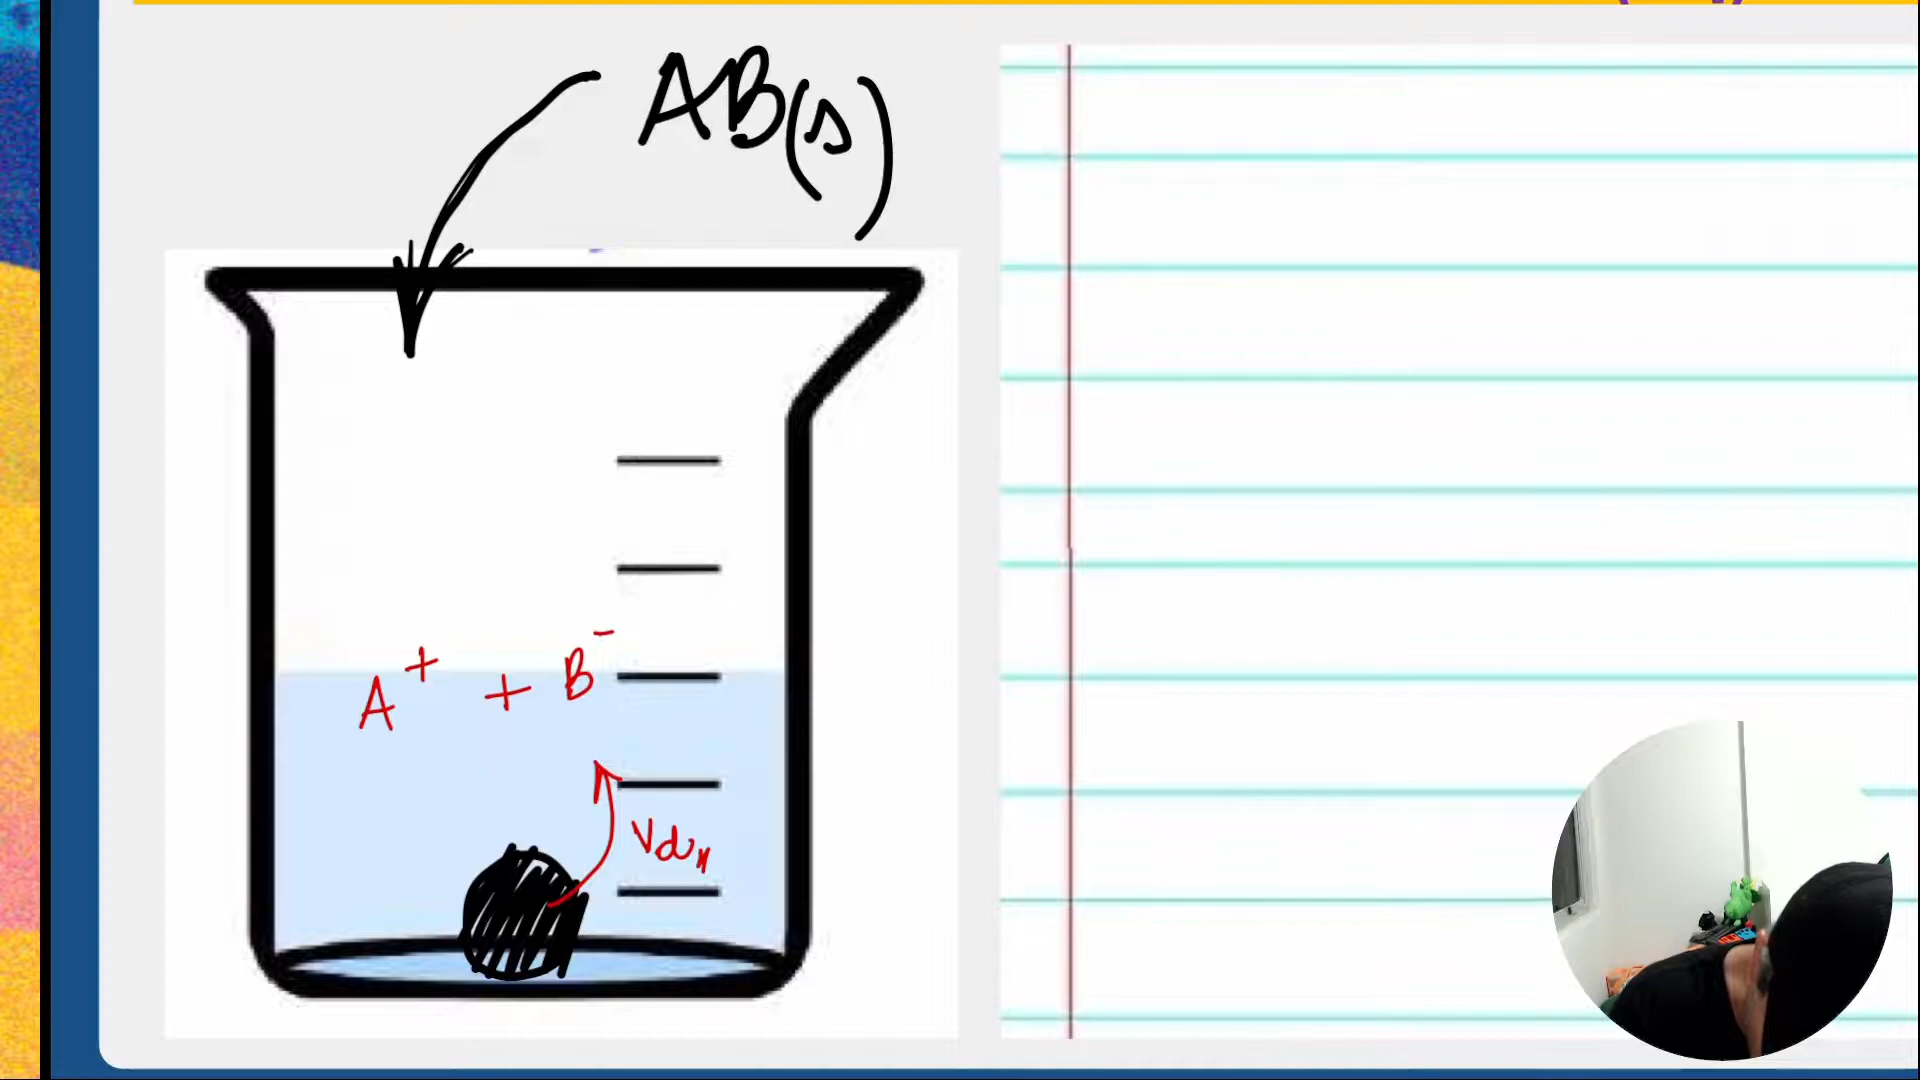 AB(s)
A⁺ + B⁻
Vdis